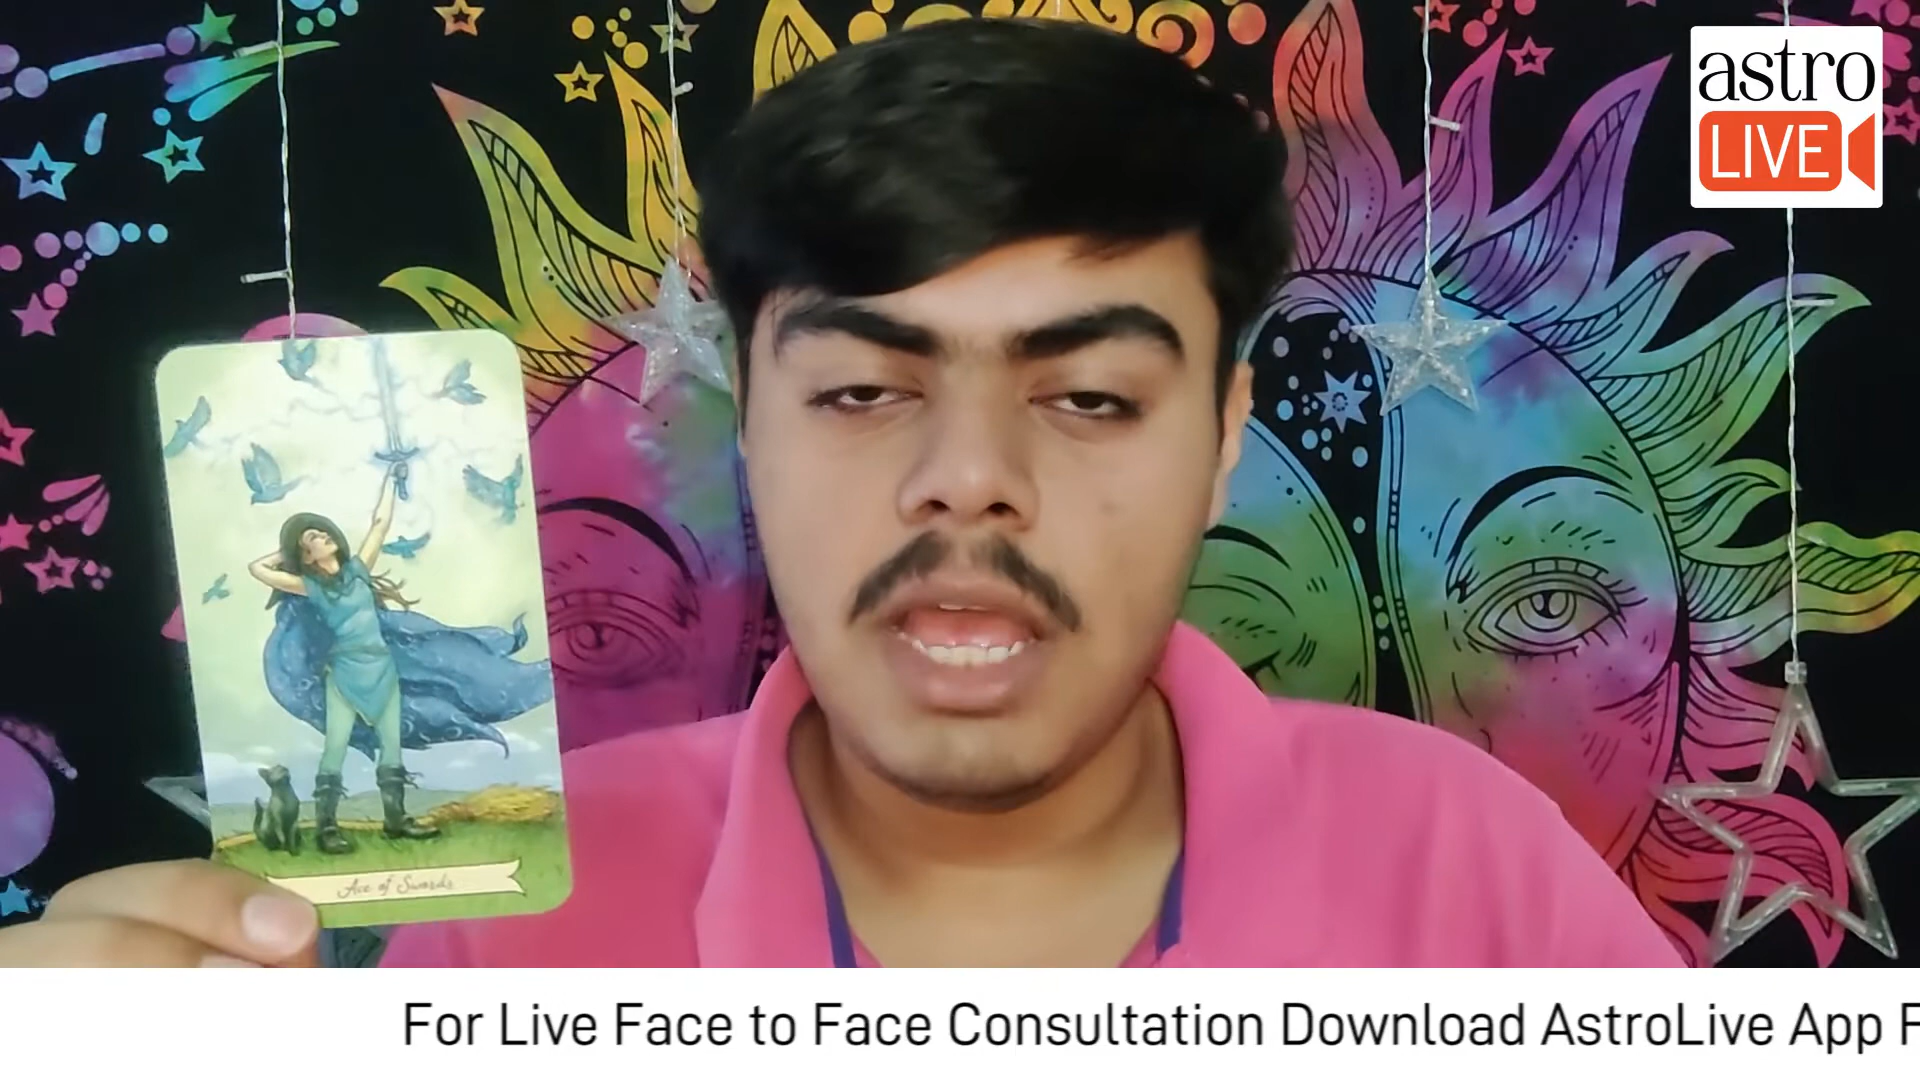 astro
LIVE
Ace of Swords
For Live Face to Face Consultation Download AstroLive App